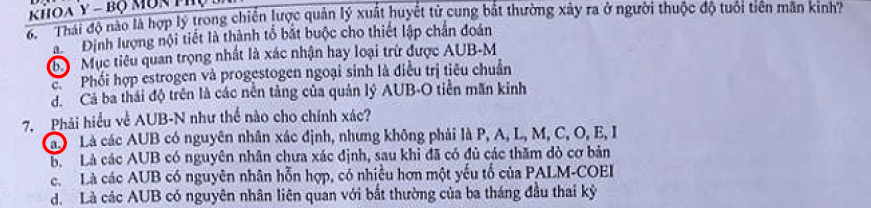 KHOA Y – BỘ MÔN PHỤ
6. Thái độ nào là hợp lý trong chiến lược quản lý xuất huyết tử cung bất thường xảy ra ở người thuộc độ tuổi tiền mãn kinh?
a. Định lượng nội tiết là thành tố bắt buộc cho thiết lập chẩn đoán
b. Mục tiêu quan trọng nhất là xác nhận hay loại trừ được AUB-M
c. Phối hợp estrogen và progestogen ngoại sinh là điều trị tiêu chuẩn
d. Cả ba thái độ trên là các nền tảng của quản lý AUB-O tiền mãn kinh
7. Phải hiểu về AUB-N như thế nào cho chính xác?
a. Là các AUB có nguyên nhân xác định, nhưng không phải là P, A, L, M, C, O, E, I
b. Là các AUB có nguyên nhân chưa xác định, sau khi đã có đủ các thăm dò cơ bản
c. Là các AUB có nguyên nhân hỗn hợp, có nhiều hơn một yếu tố của PALM-COEI
d. Là các AUB có nguyên nhân liên quan với bất thường của ba tháng đầu thai kỳ